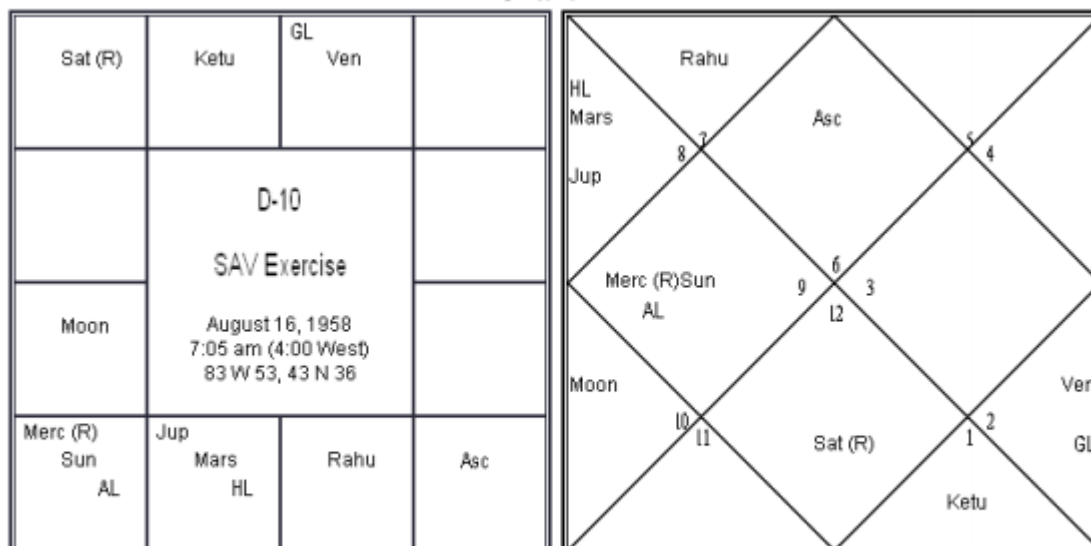 GL
Sat (R) Ketu Ven
D-10
SAV Exercise
Moon August 16, 1958
7:05 am (4:00 West)
83 W 53, 43 N 36
Merc (R) Jup
Sun Mars Rahu Asc
AL HL
Rahu
HL
Mars Asc
7 5
8 4
Jup
6
Merc (R)Sun 9 3
AL 12
Moon Ven
10 2
11 1
Sat (R) GL
Ketu